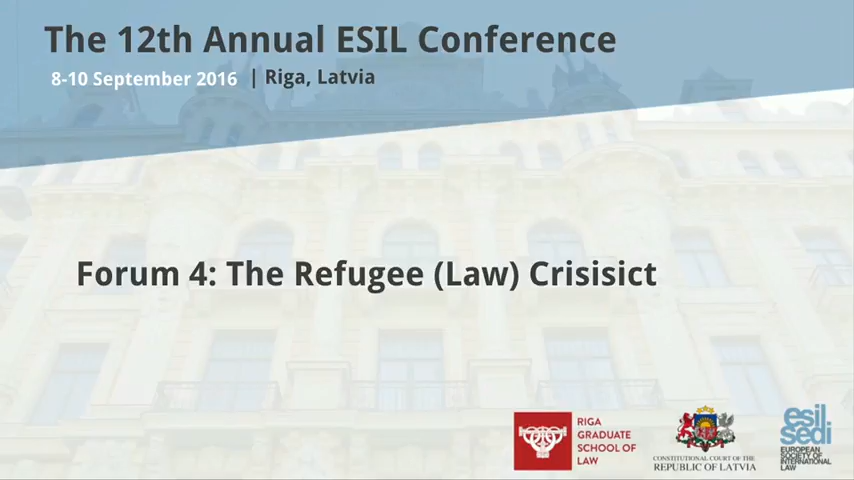 The 12th Annual ESIL Conference
8-10 September 2016 | Riga, Latvia
Forum 4: The Refugee (Law) Crisisict
RIGA
GRADUATE
SCHOOL OF
LAW
CONSTITUTIONAL COURT OF THE
REPUBLIC OF LATVIA
esil
sedi
EUROPEAN
SOCIETY OF
INTERNATIONAL
LAW